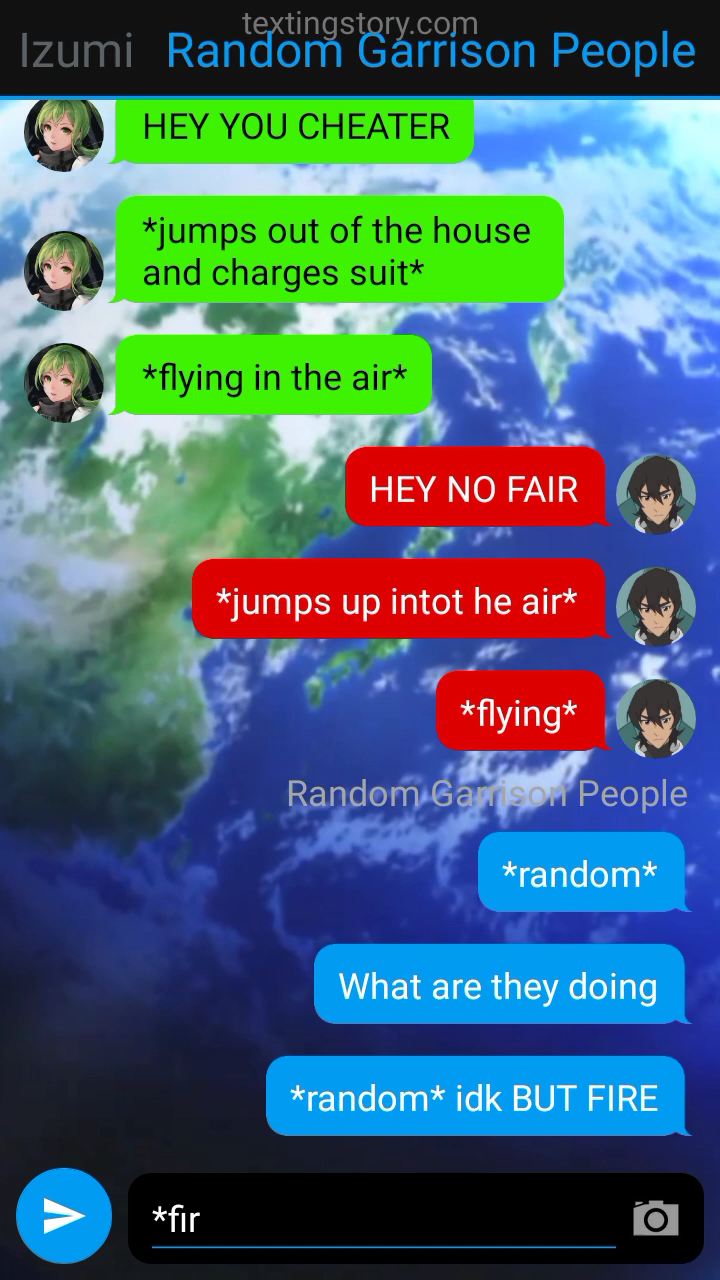 textingstory.com
Izumi Random Garrison People
HEY YOU CHEATER
*jumps out of the house
and charges suit*
*flying in the air*
HEY NO FAIR
*jumps up intot he air*
*flying*
Random Garrison People
*random*
What are they doing
*random* idk BUT FIRE
*fir